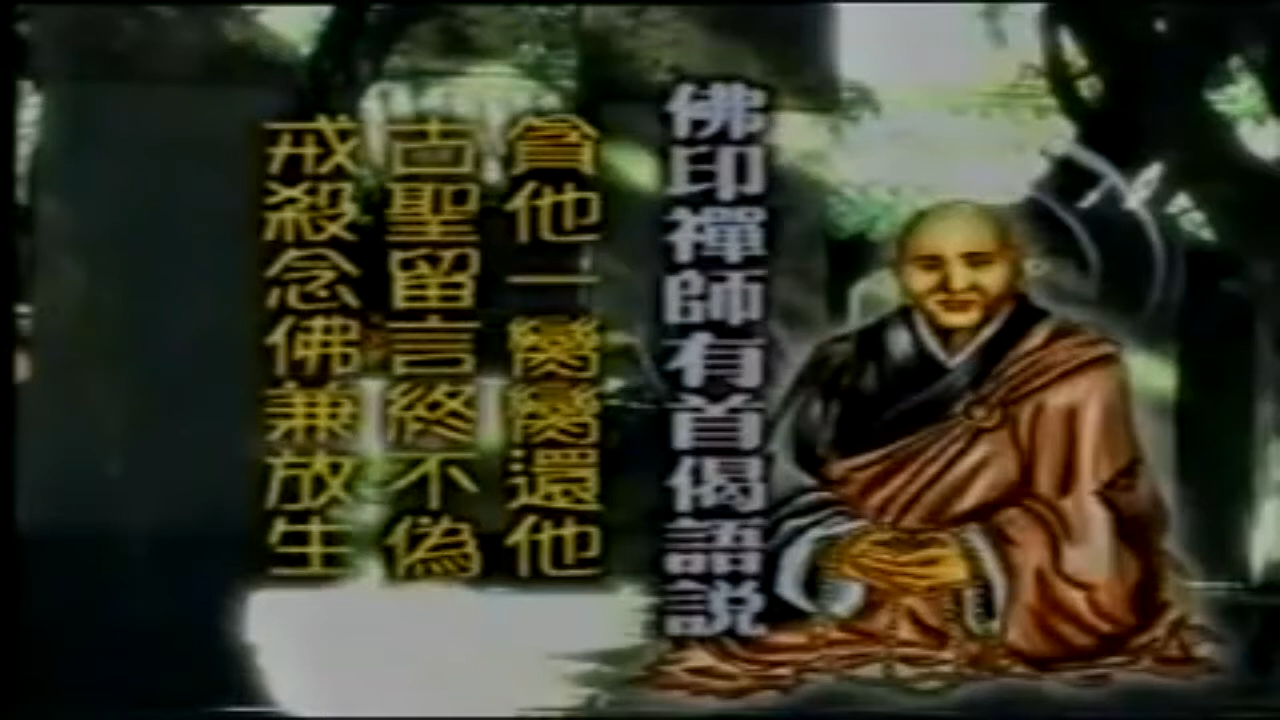 佛印禪師有首偈語說
貪他一臠臠還他
古聖留言終不偽
戒殺念佛兼放生